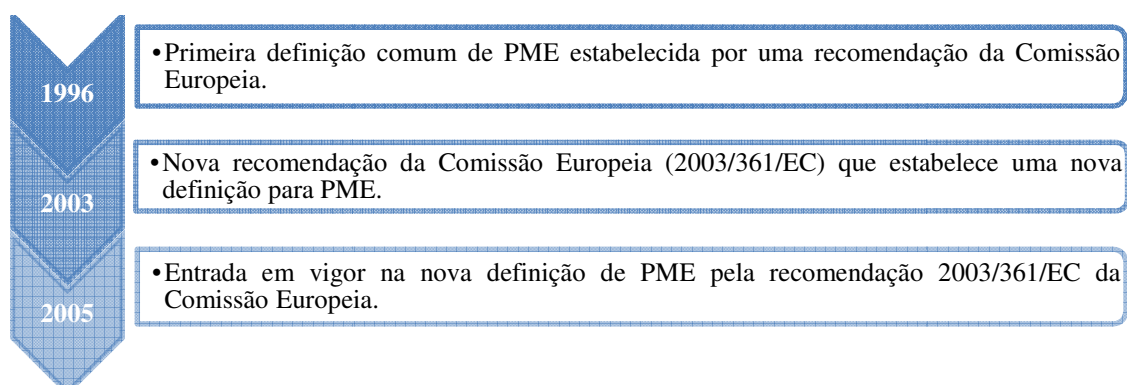 1996
•Primeira definição comum de PME estabelecida por uma recomendação da Comissão
Europeia.
2003
•Nova recomendação da Comissão Europeia (2003/361/EC) que estabelece uma nova
definição para PME.
2005
•Entrada em vigor na nova definição de PME pela recomendação 2003/361/EC da
Comissão Europeia.